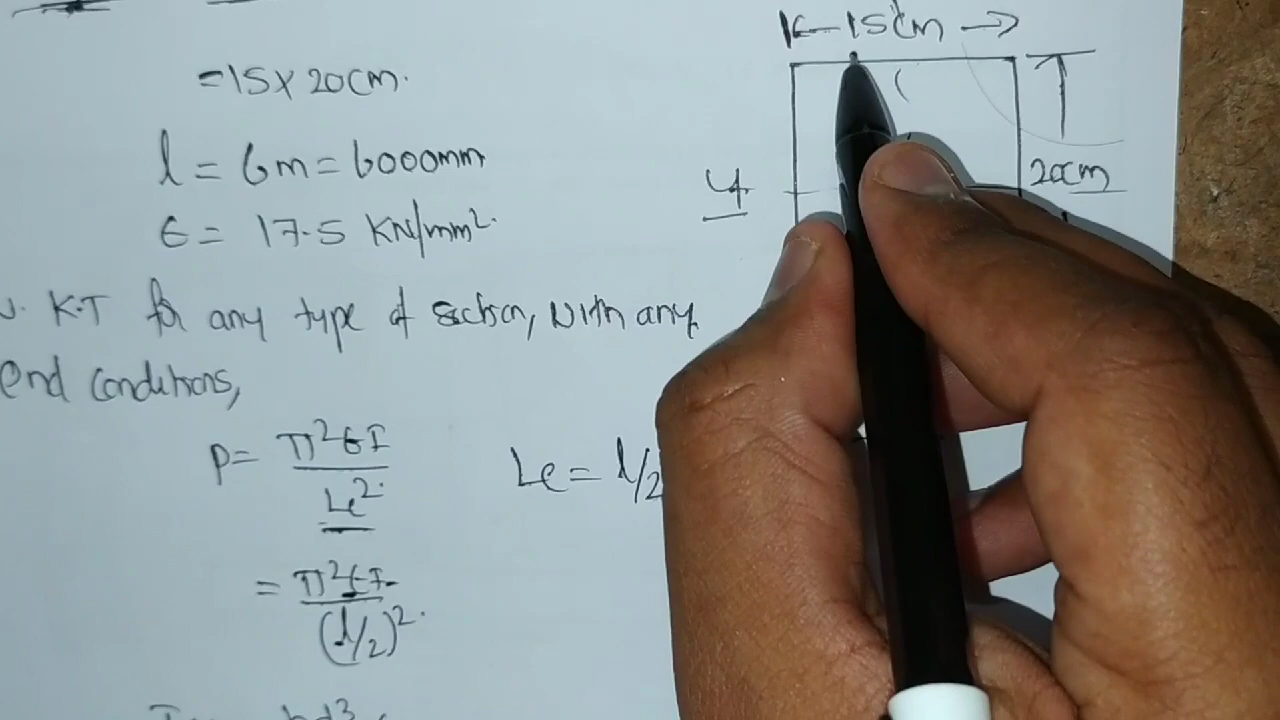 =15X20cm.
l = 6m = 6000mm
E = 17.5 KN/mm².
K.T for any type of section, with any
end conditions,
P = π²EI / Le²   Le = l/2
= π²EI / (l/2)²
bd³
15cm
20cm